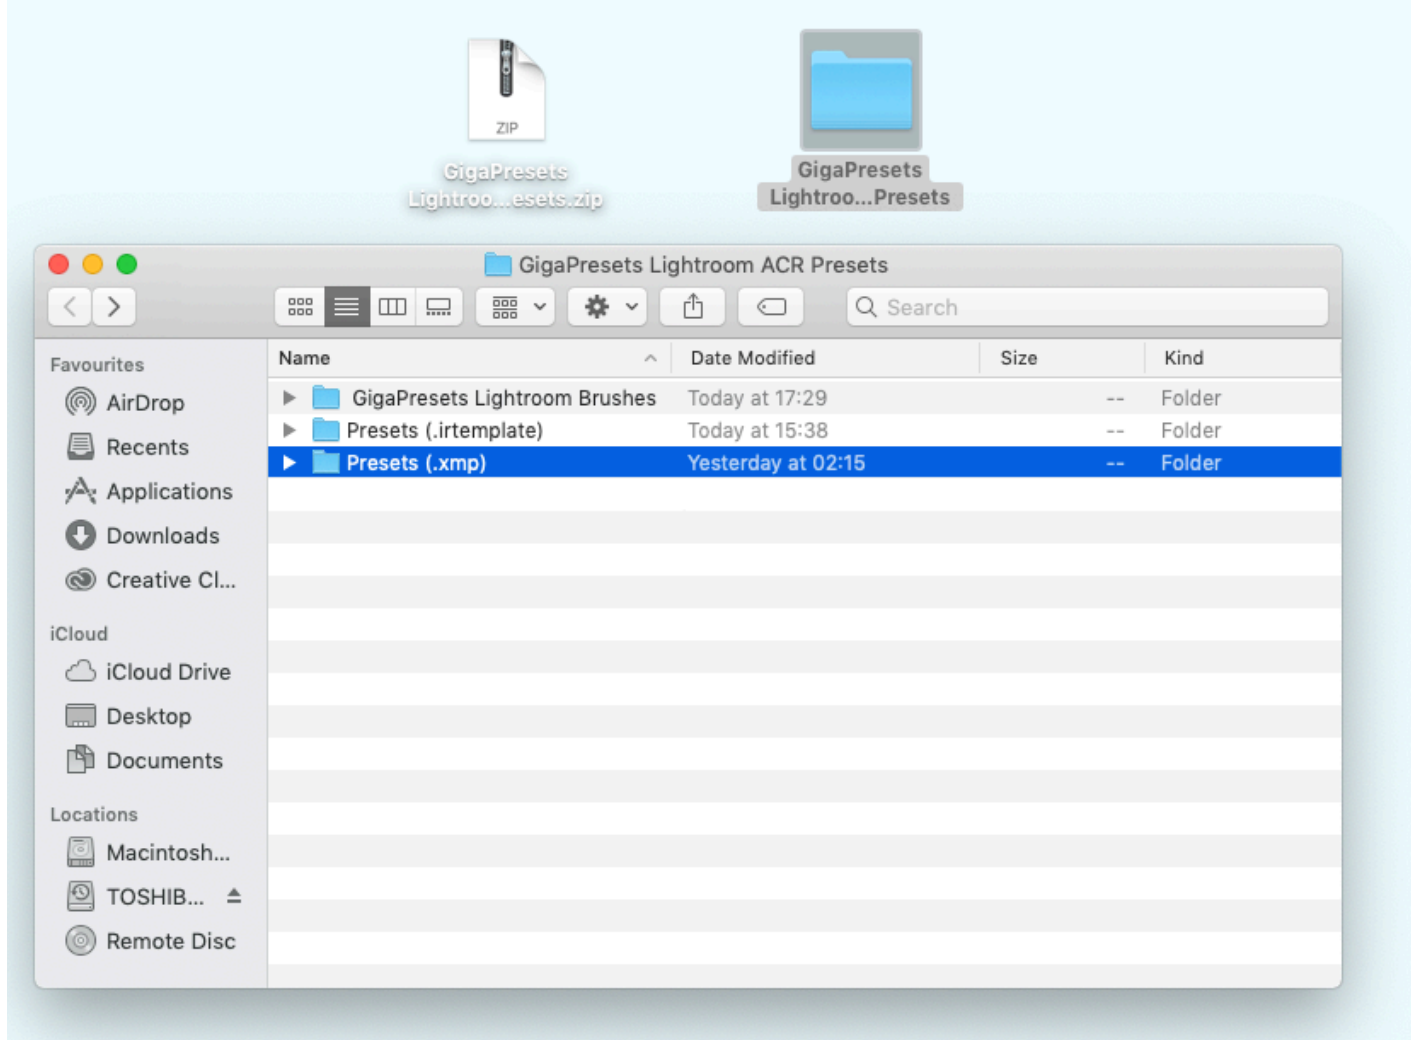 ZIP
GigaPresets
Lightroo...esets.zip
GigaPresets
Lightroo...Presets
GigaPresets Lightroom ACR Presets
Search
Favourites
AirDrop
Recents
Applications
Downloads
Creative Cl...
iCloud
iCloud Drive
Desktop
Documents
Locations
Macintosh...
TOSHIB...
Remote Disc
Name Date Modified Size Kind
GigaPresets Lightroom Brushes Today at 17:29 -- Folder
Presets (.irtemplate) Today at 15:38 -- Folder
Presets (.xmp) Yesterday at 02:15 -- Folder